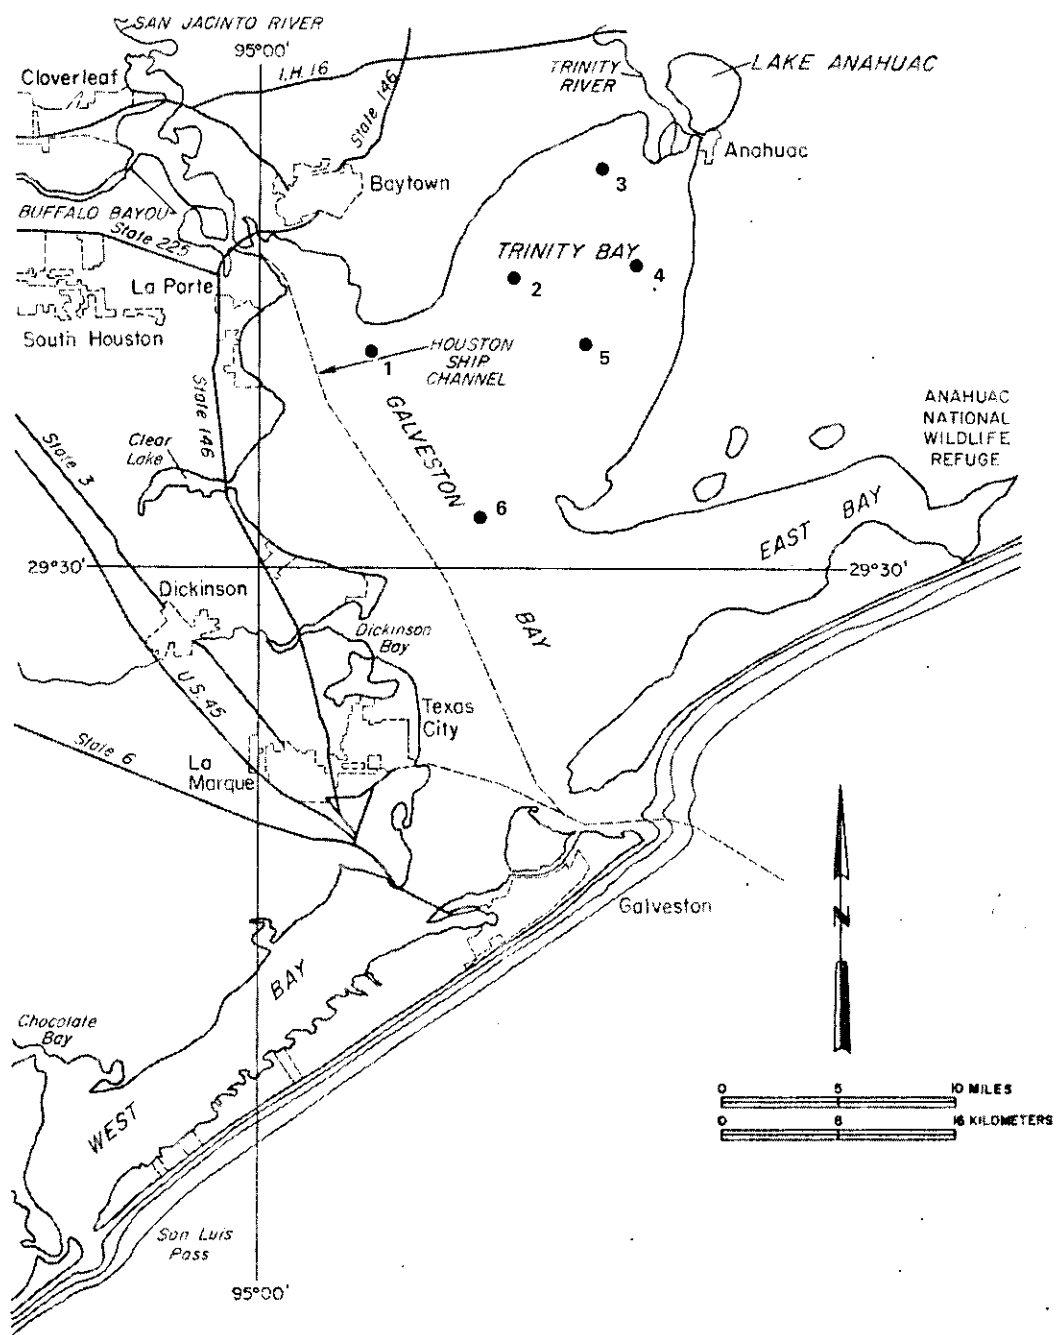 SAN JACINTO RIVER
95°00'
Cloverleaf
I.H. 16
State 146
TRINITY
RIVER
LAKE ANAHUAC
Anahuac
Baytown
3
BUFFALO BAYOU
State 225
TRINITY BAY
4
2
La Porte
South Houston
HOUSTON
SHIP
CHANNEL
1
5
State 146
GALVESTON
ANAHUAC
NATIONAL
WILDLIFE
REFUGE
State 3
Clear
Lake
6
EAST BAY
29°30'
29°30'
Dickinson
BAY
Dickinson
Bay
U.S. 45
Texas
City
State 6
La
Marque
Galveston
N
BAY
Chocolate
Bay
WEST
0 5 10 MILES
0 8 16 KILOMETERS
San Luis
Pass
95°00'